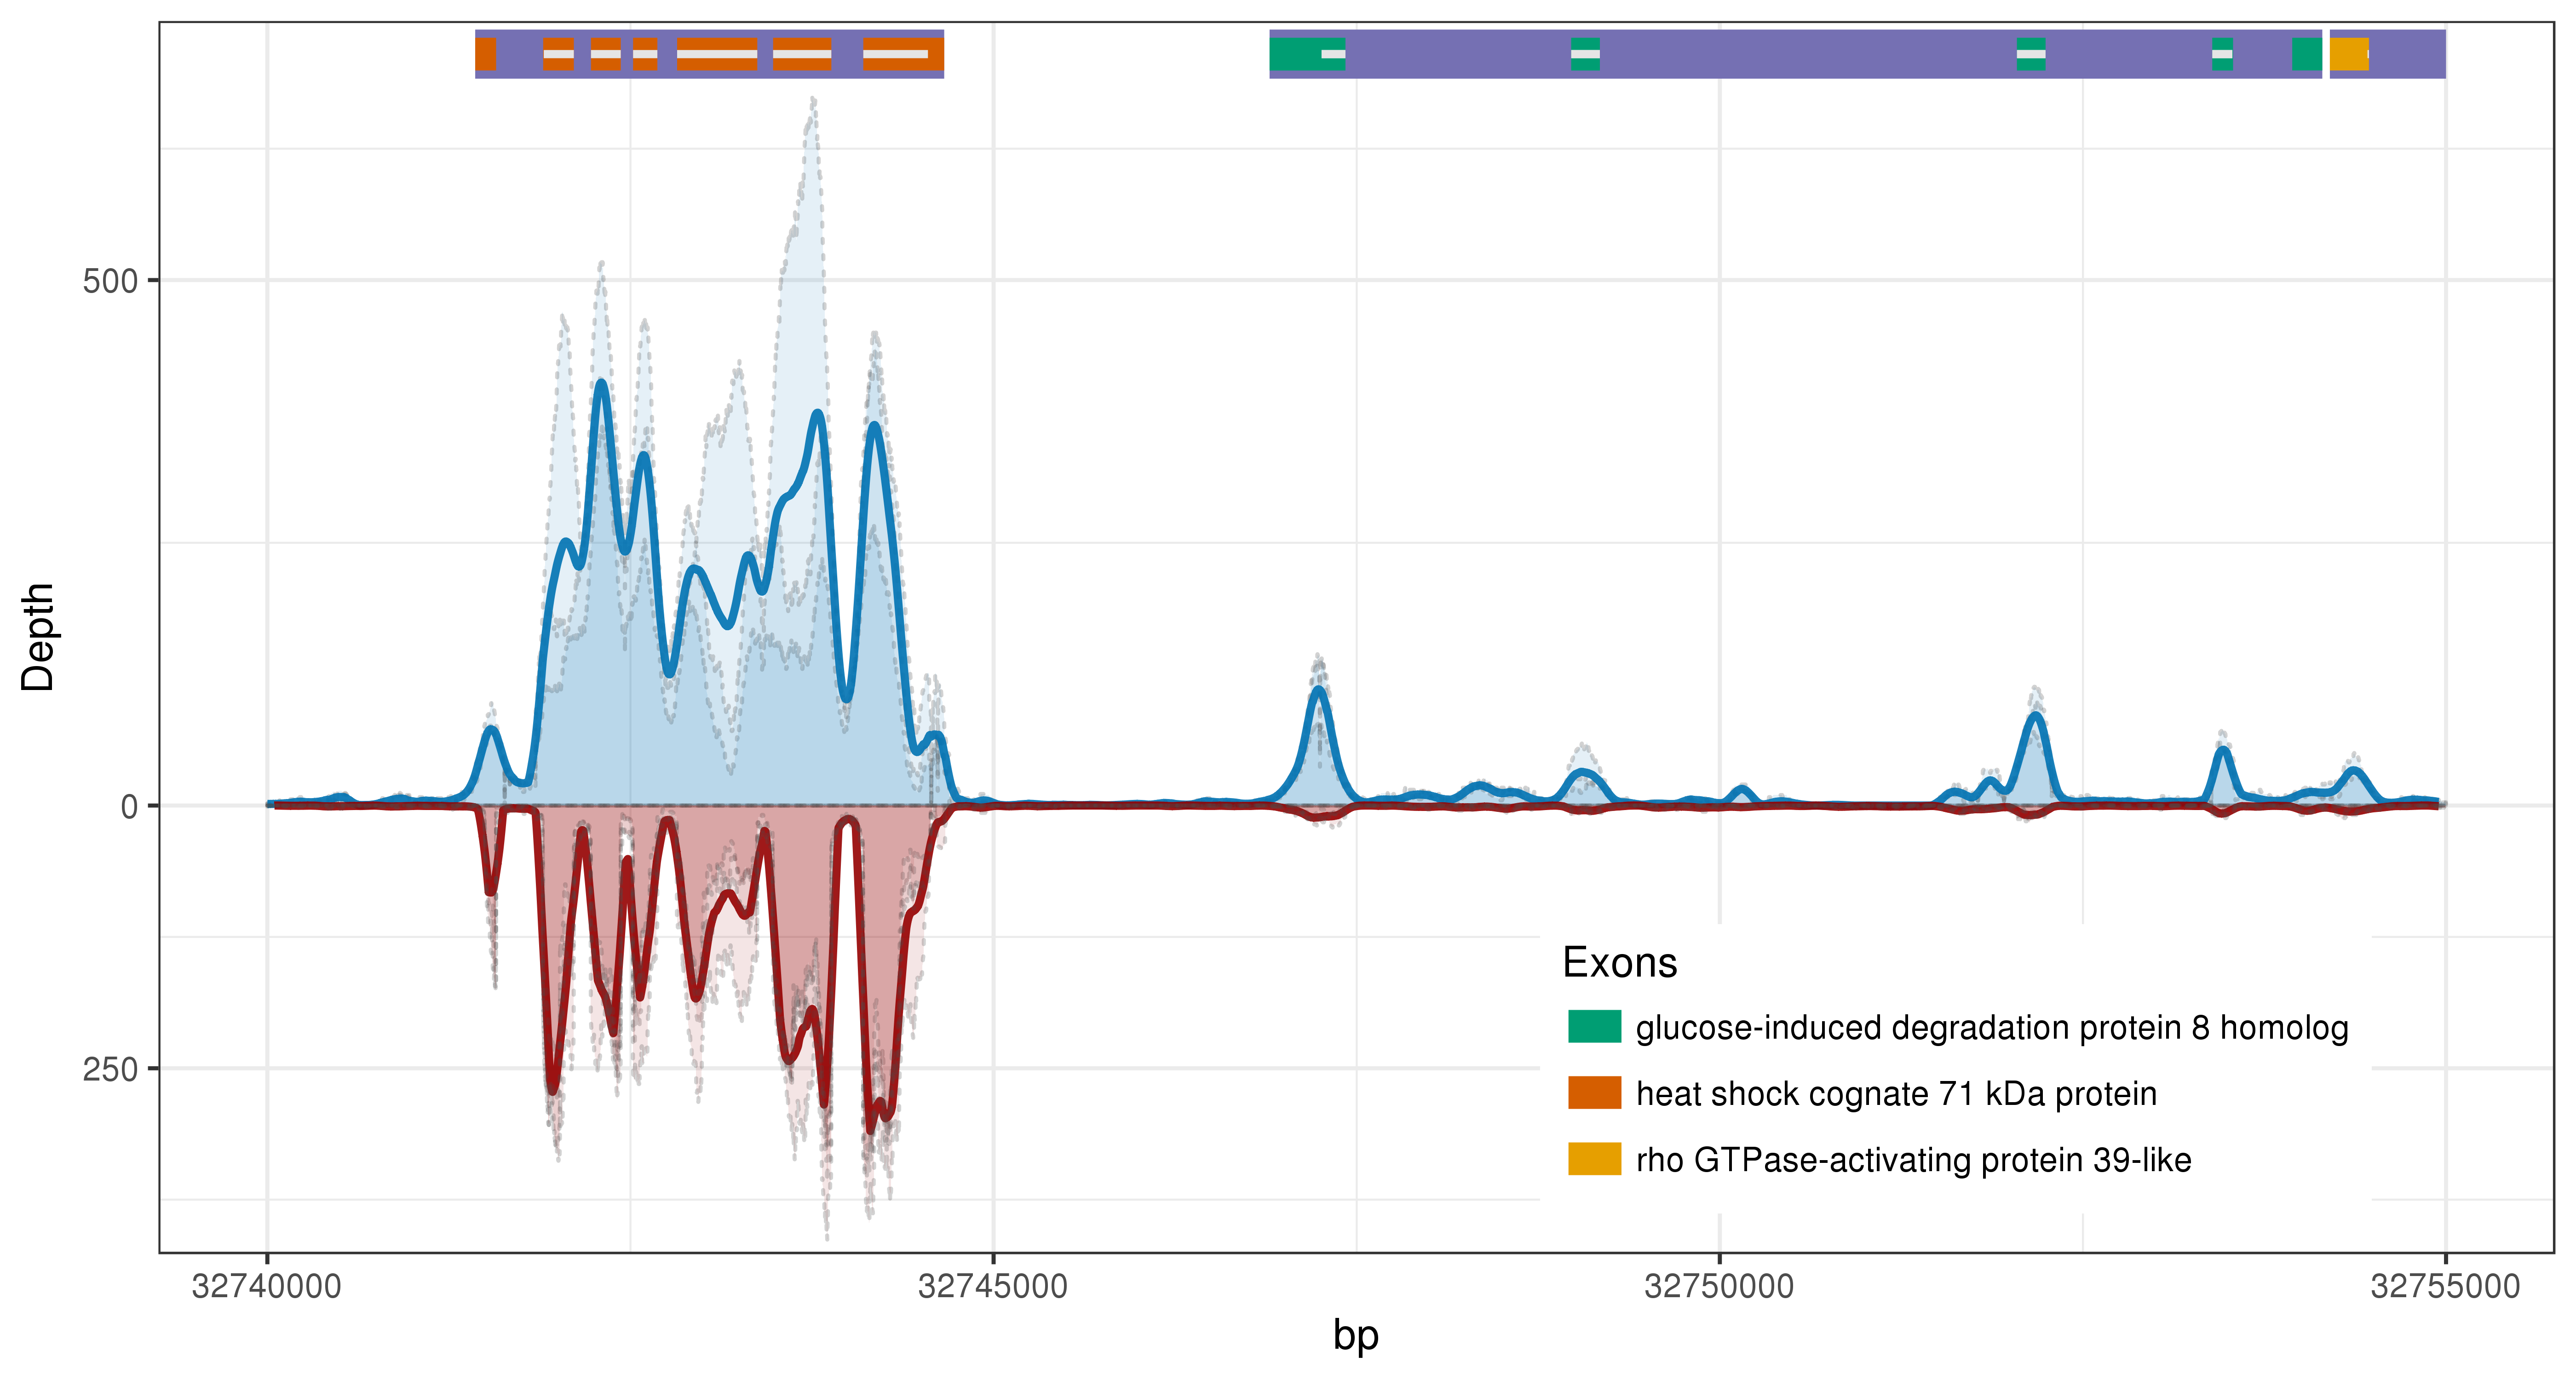 500
0
250
Depth
32740000
32745000
32750000
32755000
bp
Exons
glucose-induced degradation protein 8 homolog
heat shock cognate 71 kDa protein
rho GTPase-activating protein 39-like